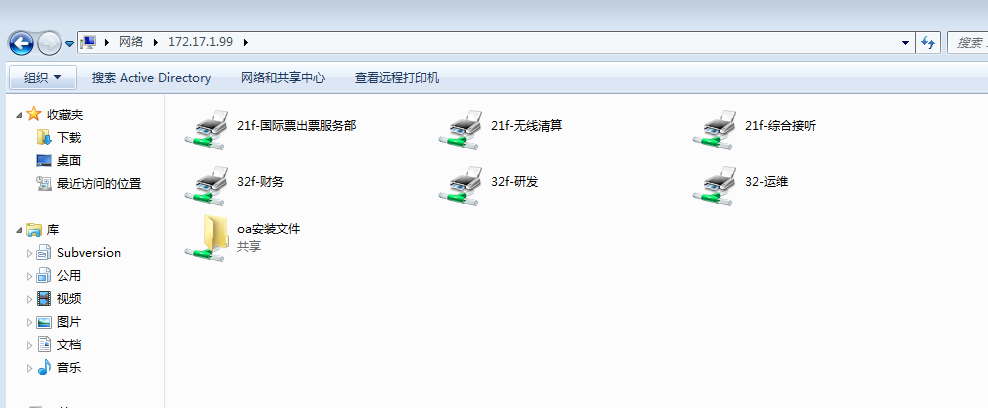 网络 172.17.1.99
搜索
组织 搜索 Active Directory 网络和共享中心 查看远程打印机
收藏夹
下载
桌面
最近访问的位置
库
Subversion
公用
视频
图片
文档
音乐
21f-国际票出票服务部 21f-无线清算 21f-综合接听
32f-财务 32f-研发 32-运维
oa安装文件
共享